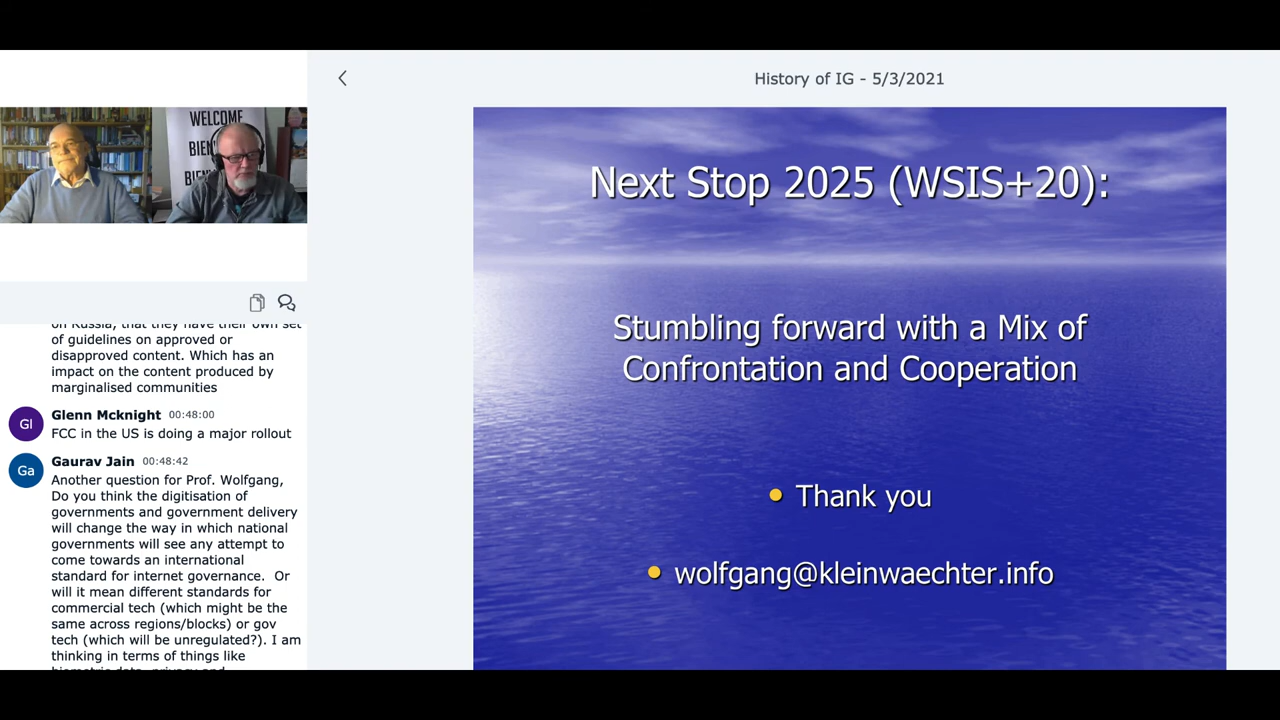 History of IG - 5/3/2021
WELCOME
Next Stop 2025 (WSIS+20):
Stumbling forward with a Mix of
Confrontation and Cooperation
Thank you
wolfgang@kleinwaechter.info
on Russia, that they have their own set
of guidelines on approved or
disapproved content. Which has an
impact on the content produced by
marginalised communities
Gl
Glenn Mcknight 00:48:00
FCC in the US is doing a major rollout
Ga
Gaurav Jain 00:48:42
Another question for Prof. Wolfgang,
Do you think the digitisation of
governments and government delivery
will change the way in which national
governments will see any attempt to
come towards an international
standard for internet governance. Or
will it mean different standards for
commercial tech (which might be the
same across regions/blocks) or gov
tech (which will be unregulated?). I am
thinking in terms of things like
biometric data, privacy and